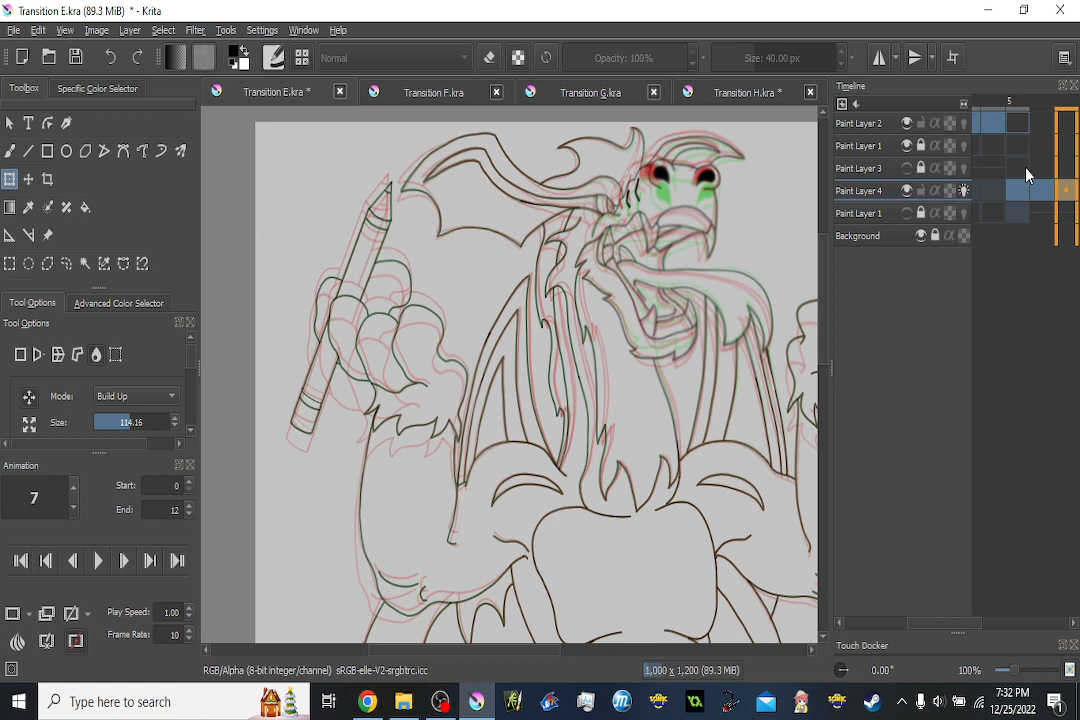 Transition E.kra (89.3 MiB) * - Krita
File Edit View Image Layer Select Filter Tools Settings Window Help
Normal Opacity: 100% Size: 40.00 px
Toolbox Specific Color Selector
Transition E.kra * Transition F.kra Transition G.kra Transition H.kra *
Timeline
5
Paint Layer 2
Paint Layer 1
Paint Layer 3
Paint Layer 4
Paint Layer 1
Background
Tool Options Advanced Color Selector
Tool Options
Mode: Build Up
Size: 114.16
Animation
7
Start: 0
End: 12
Play Speed: 1.00
Frame Rate: 10
RGB/Alpha (8-bit integer/channel) sRGB-elle-V2-srgbtrc.icc 1,000 x 1,200 (89.3 MiB)
Touch Docker
0.00° 100%
Type here to search
7:32 PM
12/25/2022